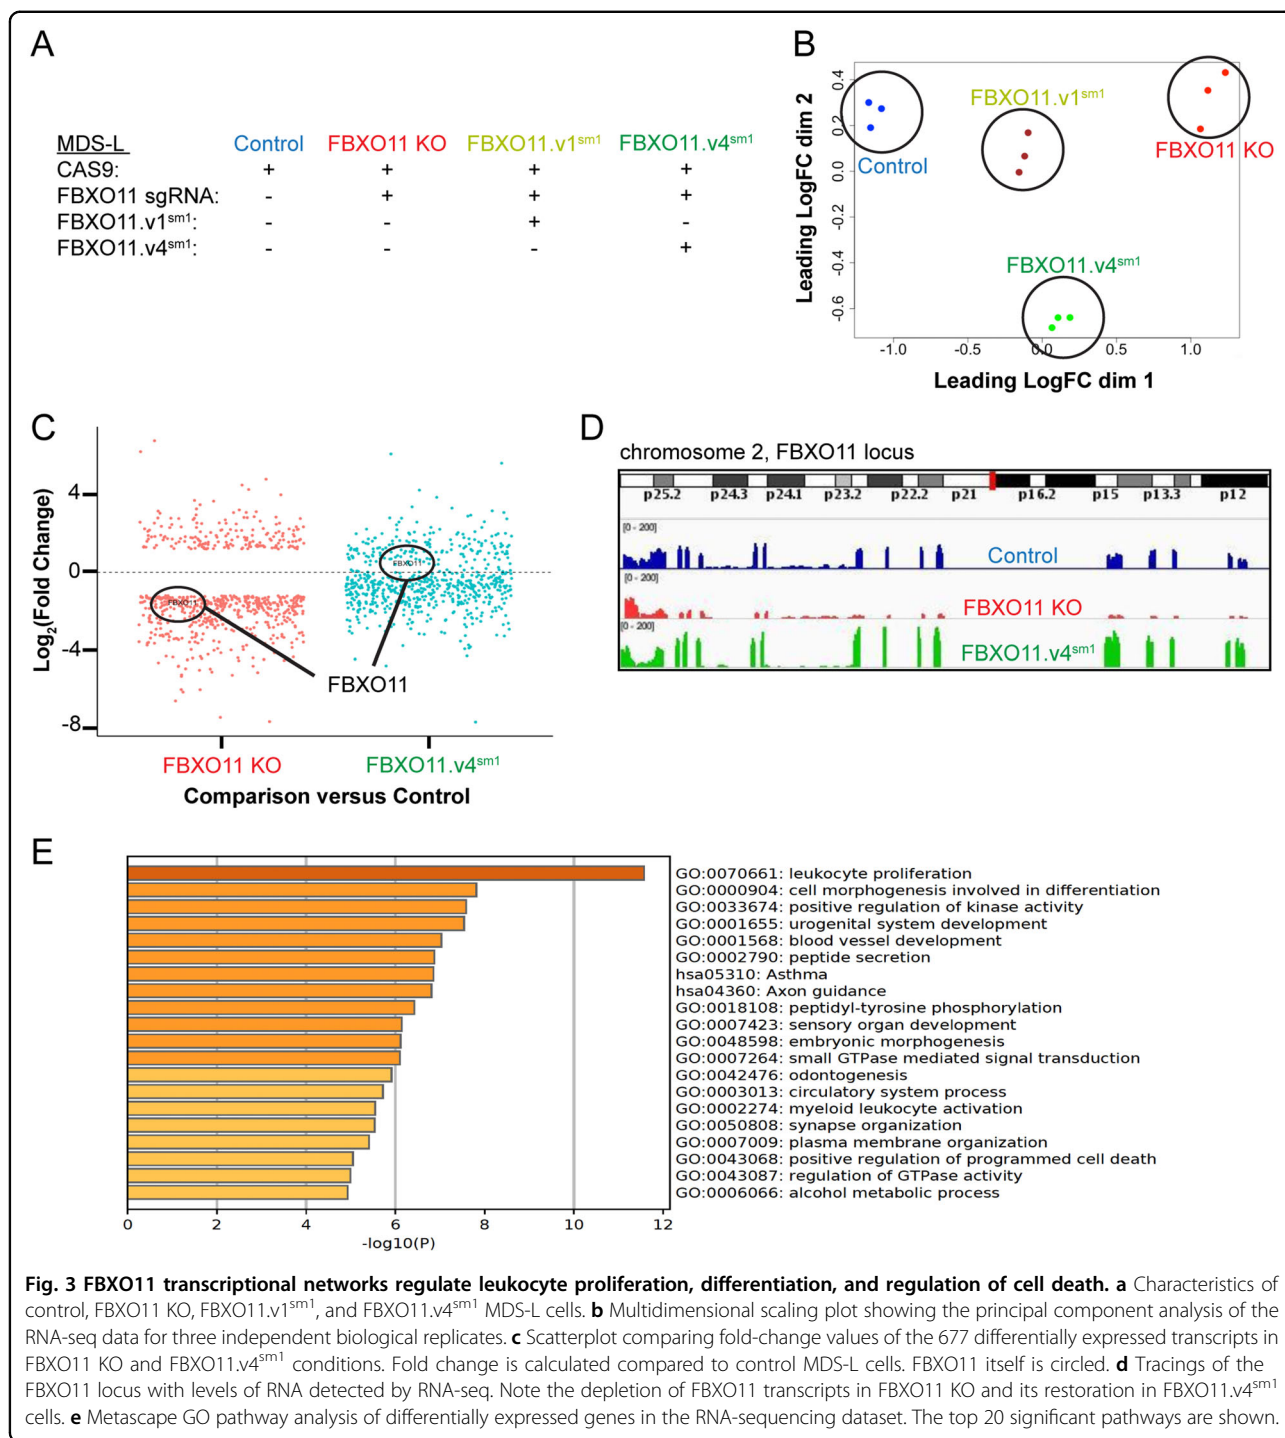 A
MDS-L Control FBXO11 KO FBXO11.v1sm1 FBXO11.v4sm1
CAS9: + + + +
FBXO11 sgRNA: - + + +
FBXO11.v1sm1: - - + -
FBXO11.v4sm1: - - - +
B
Leading LogFC dim 2
0.4
0.2
0.0
-0.2
-0.4
-0.6
Control
FBXO11.v1sm1
FBXO11 KO
FBXO11.v4sm1
-1.0 -0.5 0.0 0.5 1.0
Leading LogFC dim 1
C
Log2(Fold Change)
4
0
-4
-8
FBXO11
FBXO11
FBXO11
FBXO11 KO FBXO11.v4sm1
Comparison versus Control
D
chromosome 2, FBXO11 locus
p25.2 p24.3 p24.1 p23.2 p22.2 p21 p16.2 p15 p13.3 p12
[0 - 200]
Control
[0 - 200]
FBXO11 KO
[0 - 200]
FBXO11.v4sm1
E
GO:0070661: leukocyte proliferation
GO:0000904: cell morphogenesis involved in differentiation
GO:0033674: positive regulation of kinase activity
GO:0001655: urogenital system development
GO:0001568: blood vessel development
GO:0002790: peptide secretion
hsa05310: Asthma
hsa04360: Axon guidance
GO:0018108: peptidyl-tyrosine phosphorylation
GO:0007423: sensory organ development
GO:0048598: embryonic morphogenesis
GO:0007264: small GTPase mediated signal transduction
GO:0042476: odontogenesis
GO:0003013: circulatory system process
GO:0002274: myeloid leukocyte activation
GO:0050808: synapse organization
GO:0007009: plasma membrane organization
GO:0043068: positive regulation of programmed cell death
GO:0043087: regulation of GTPase activity
GO:0006066: alcohol metabolic process
0 2 4 6 8 10 12
-log10(P)
Fig. 3 FBXO11 transcriptional networks regulate leukocyte proliferation, differentiation, and regulation of cell death. a Characteristics of
control, FBXO11 KO, FBXO11.v1sm1, and FBXO11.v4sm1 MDS-L cells. b Multidimensional scaling plot showing the principal component analysis of the
RNA-seq data for three independent biological replicates. c Scatterplot comparing fold-change values of the 677 differentially expressed transcripts in
FBXO11 KO and FBXO11.v4sm1 conditions. Fold change is calculated compared to control MDS-L cells. FBXO11 itself is circled. d Tracings of the
FBXO11 locus with levels of RNA detected by RNA-seq. Note the depletion of FBXO11 transcripts in FBXO11 KO and its restoration in FBXO11.v4sm1
cells. e Metascape GO pathway analysis of differentially expressed genes in the RNA-sequencing dataset. The top 20 significant pathways are shown.